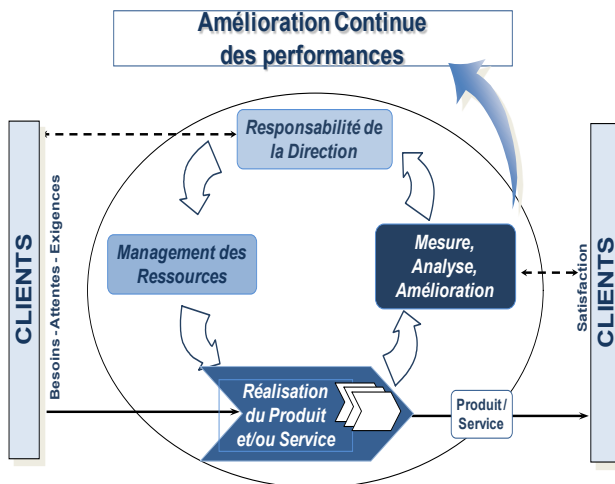 Amélioration Continue
des performances
CLIENTS
Besoins - Attentes - Exigences
Responsabilité de
la Direction
Management des
Ressources
Mesure,
Analyse,
Amélioration
Réalisation
du Produit
et/ou Service
Produit/
Service
Satisfaction
CLIENTS